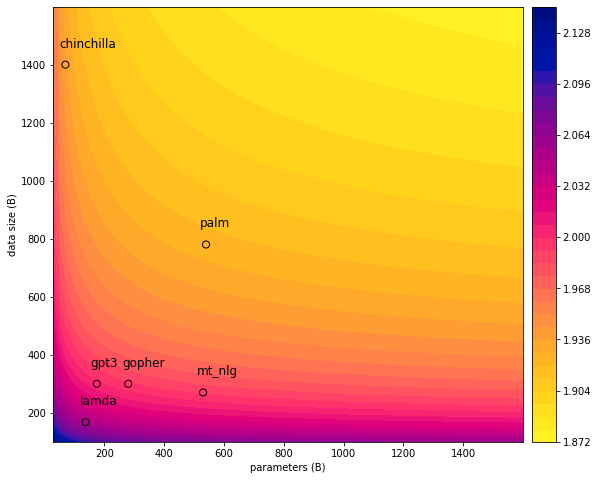 chinchilla
palm
gpt3 gopher mt_nlg
lamda
1400
1200
1000
800
600
400
200
data size (B)
200 400 600 800 1000 1200 1400
parameters (B)
2.128
2.096
2.064
2.032
2.000
1.968
1.936
1.904
1.872